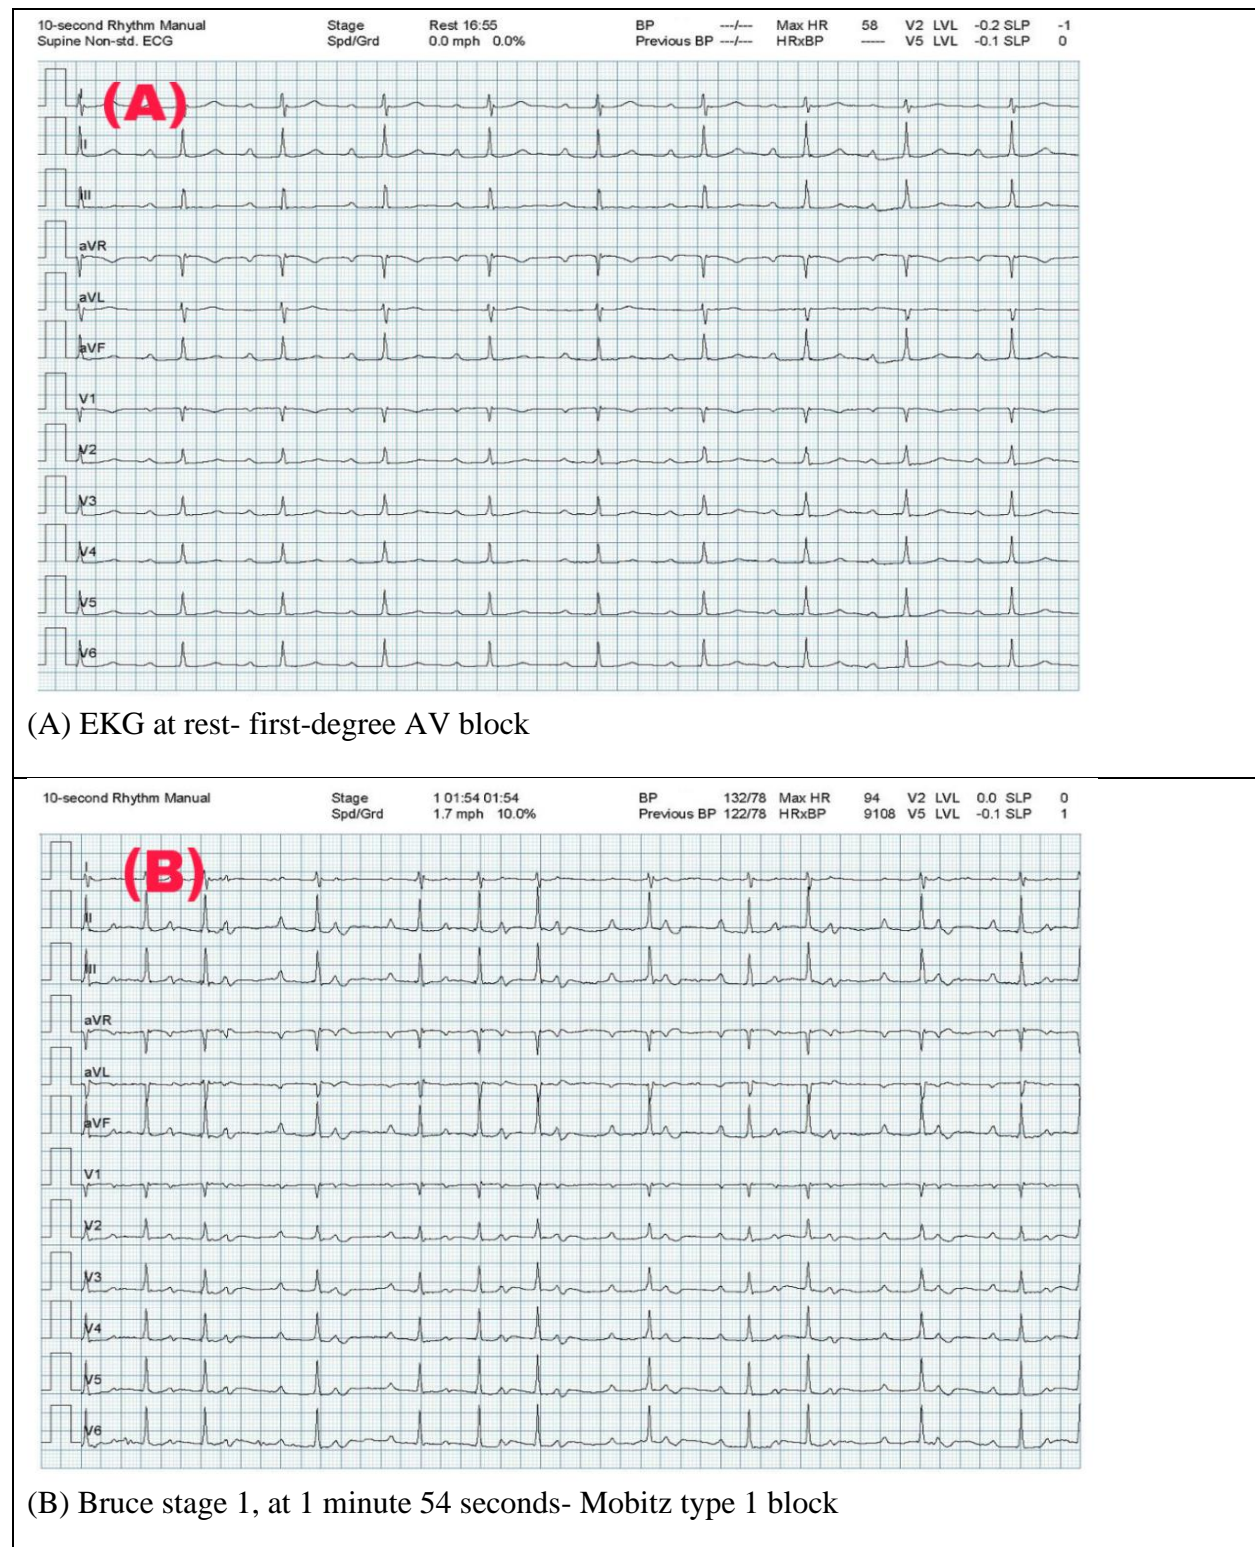 10-second Rhythm Manual Stage Rest 16:55 BP ---/--- Max HR 58 V2 LVL -0.2 SLP -1
Supine Non-std. ECG Spd/Grd 0.0 mph 0.0% Previous BP ---/--- HRxBP ----- V5 LVL -0.1 SLP 0
(A)
II
III
aVR
aVL
aVF
V1
V2
V3
V4
V5
V6
(A) EKG at rest- first-degree AV block
10-second Rhythm Manual Stage 1 01:54 01:54 BP 132/78 Max HR 94 V2 LVL 0.0 SLP 0
Spd/Grd 1.7 mph 10.0% Previous BP 122/78 HRxBP 9108 V5 LVL -0.1 SLP 1
(B)
I
II
III
aVR
aVL
aVF
V1
V2
V3
V4
V5
V6
(B) Bruce stage 1, at 1 minute 54 seconds- Mobitz type 1 block